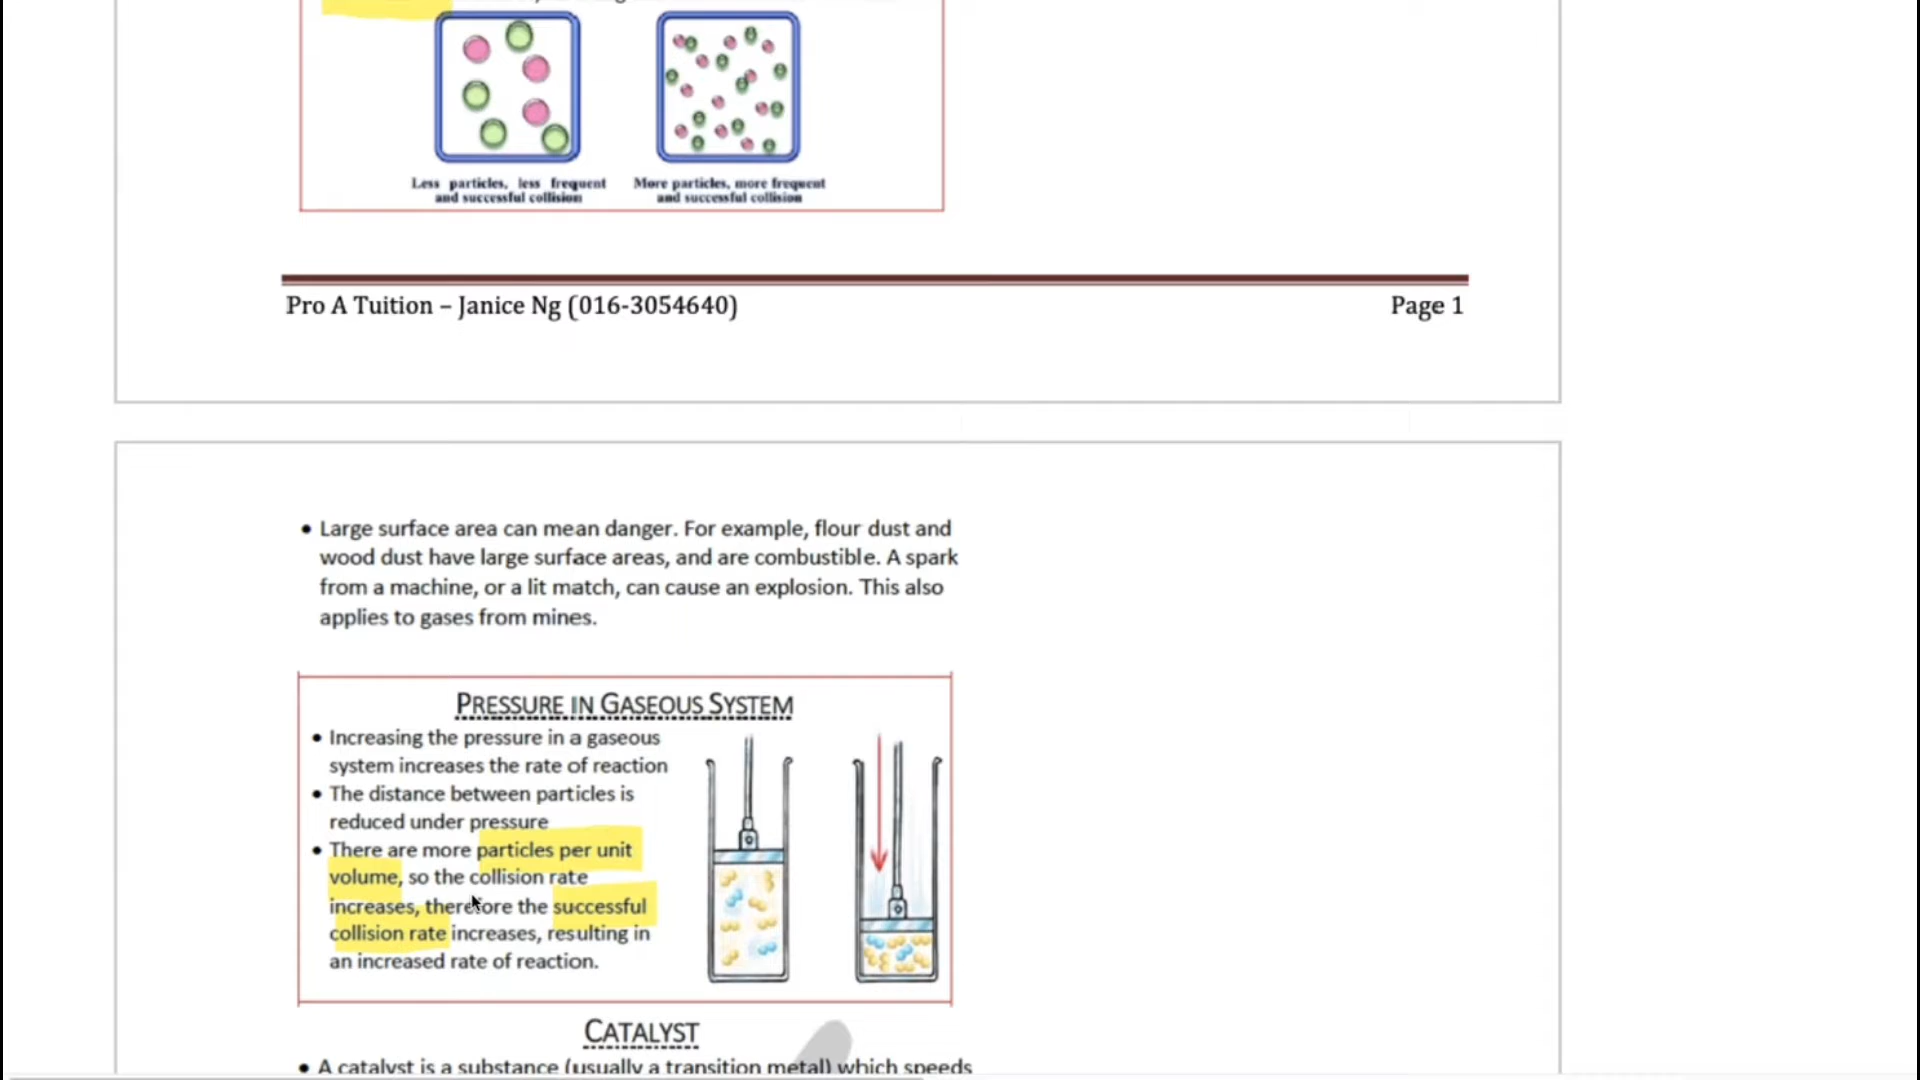 Less particles, less frequent
and successful collision
More particles, more frequent
and successful collision
Pro A Tuition – Janice Ng (016-3054640)
Page 1
• Large surface area can mean danger. For example, flour dust and
wood dust have large surface areas, and are combustible. A spark
from a machine, or a lit match, can cause an explosion. This also
applies to gases from mines.
PRESSURE IN GASEOUS SYSTEM
• Increasing the pressure in a gaseous
system increases the rate of reaction
• The distance between particles is
reduced under pressure
• There are more particles per unit
volume, so the collision rate
increases, therefore the successful
collision rate increases, resulting in
an increased rate of reaction.
CATALYST
• A catalyst is a substance (usually a transition metal) which speeds